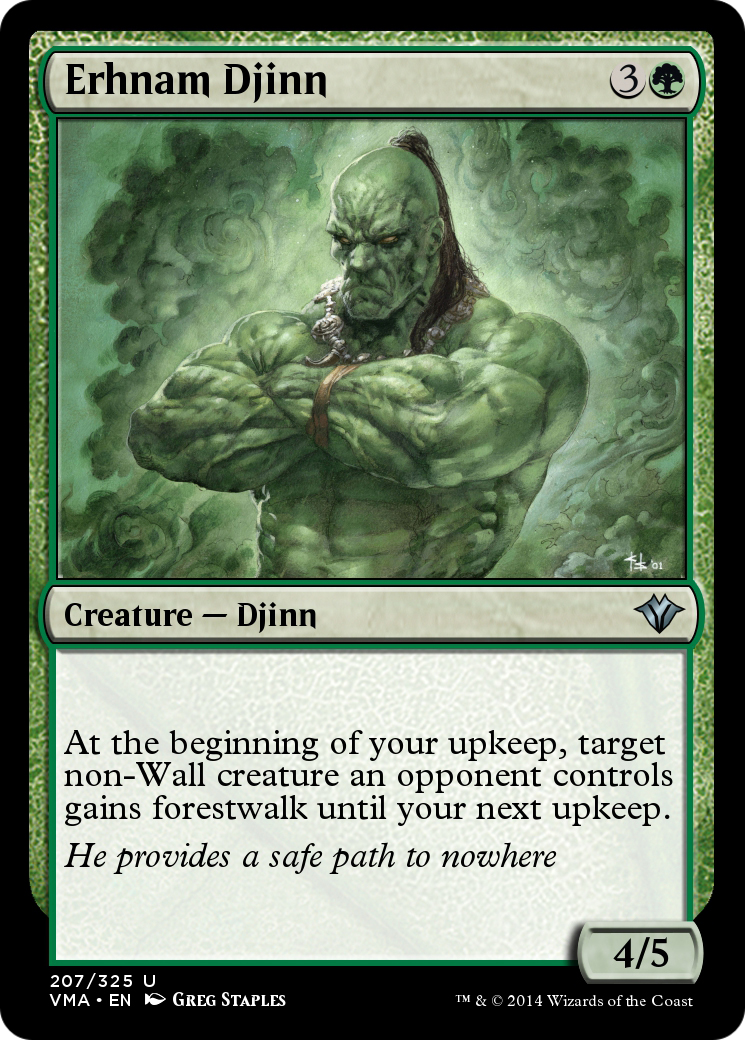 Erhnam Djinn 3
'01
Creature — Djinn
At the beginning of your upkeep, target
non-Wall creature an opponent controls
gains forestwalk until your next upkeep.
He provides a safe path to nowhere
4/5
207/325 U
VMA • EN Greg Staples
™ & © 2014 Wizards of the Coast